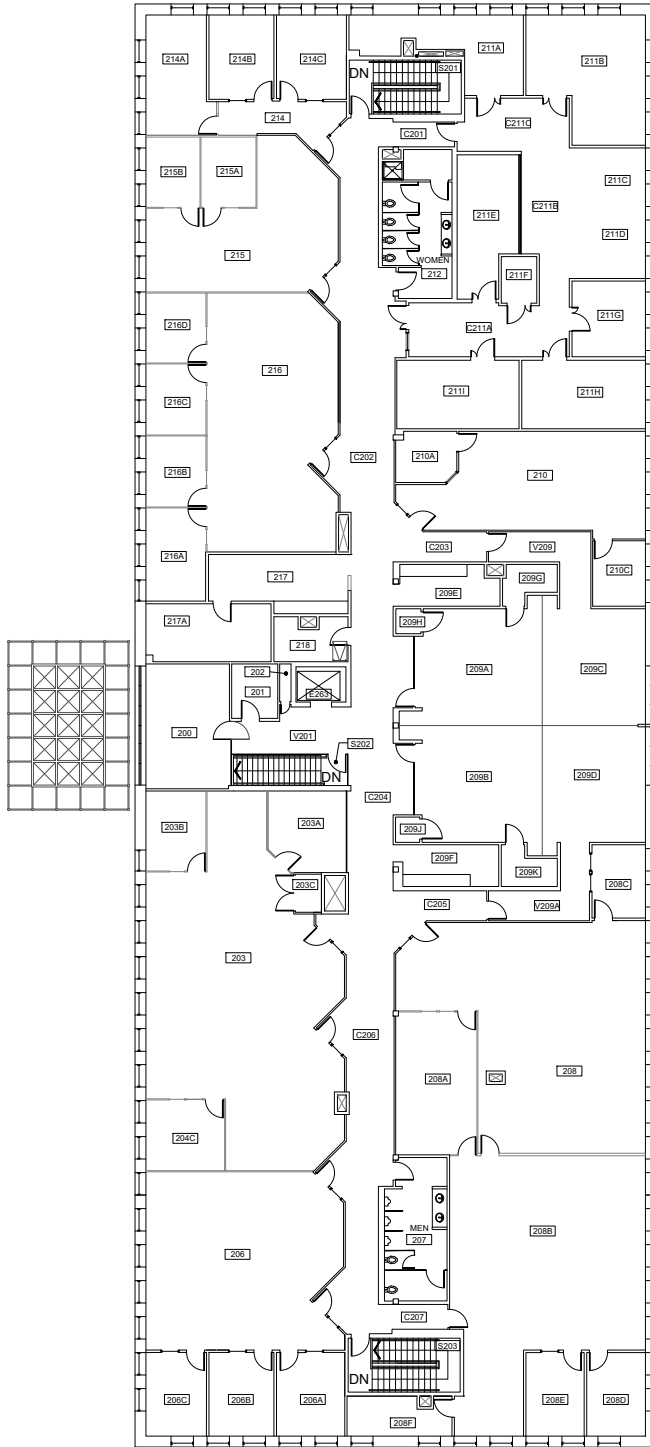 214A
214B
214C
211A
211B
DN
S201
214
C201
C211C
215B
215A
211E
C211B
211C
211D
WOMEN
212
215
211F
216D
C211A
211G
216
216C
211I
211H
C202
216B
210A
210
216A
C203
V209
210C
217
209E
209G
217A
209H
218
202
201
E263
209A
209C
200
V201
S202
DN
209B
209D
C204
203B
203A
209J
203C
209F
209K
208C
C205
V209A
203
C206
208A
208
204C
MEN
207
206
208B
C207
S203
DN
206C
206B
206A
208F
208E
208D